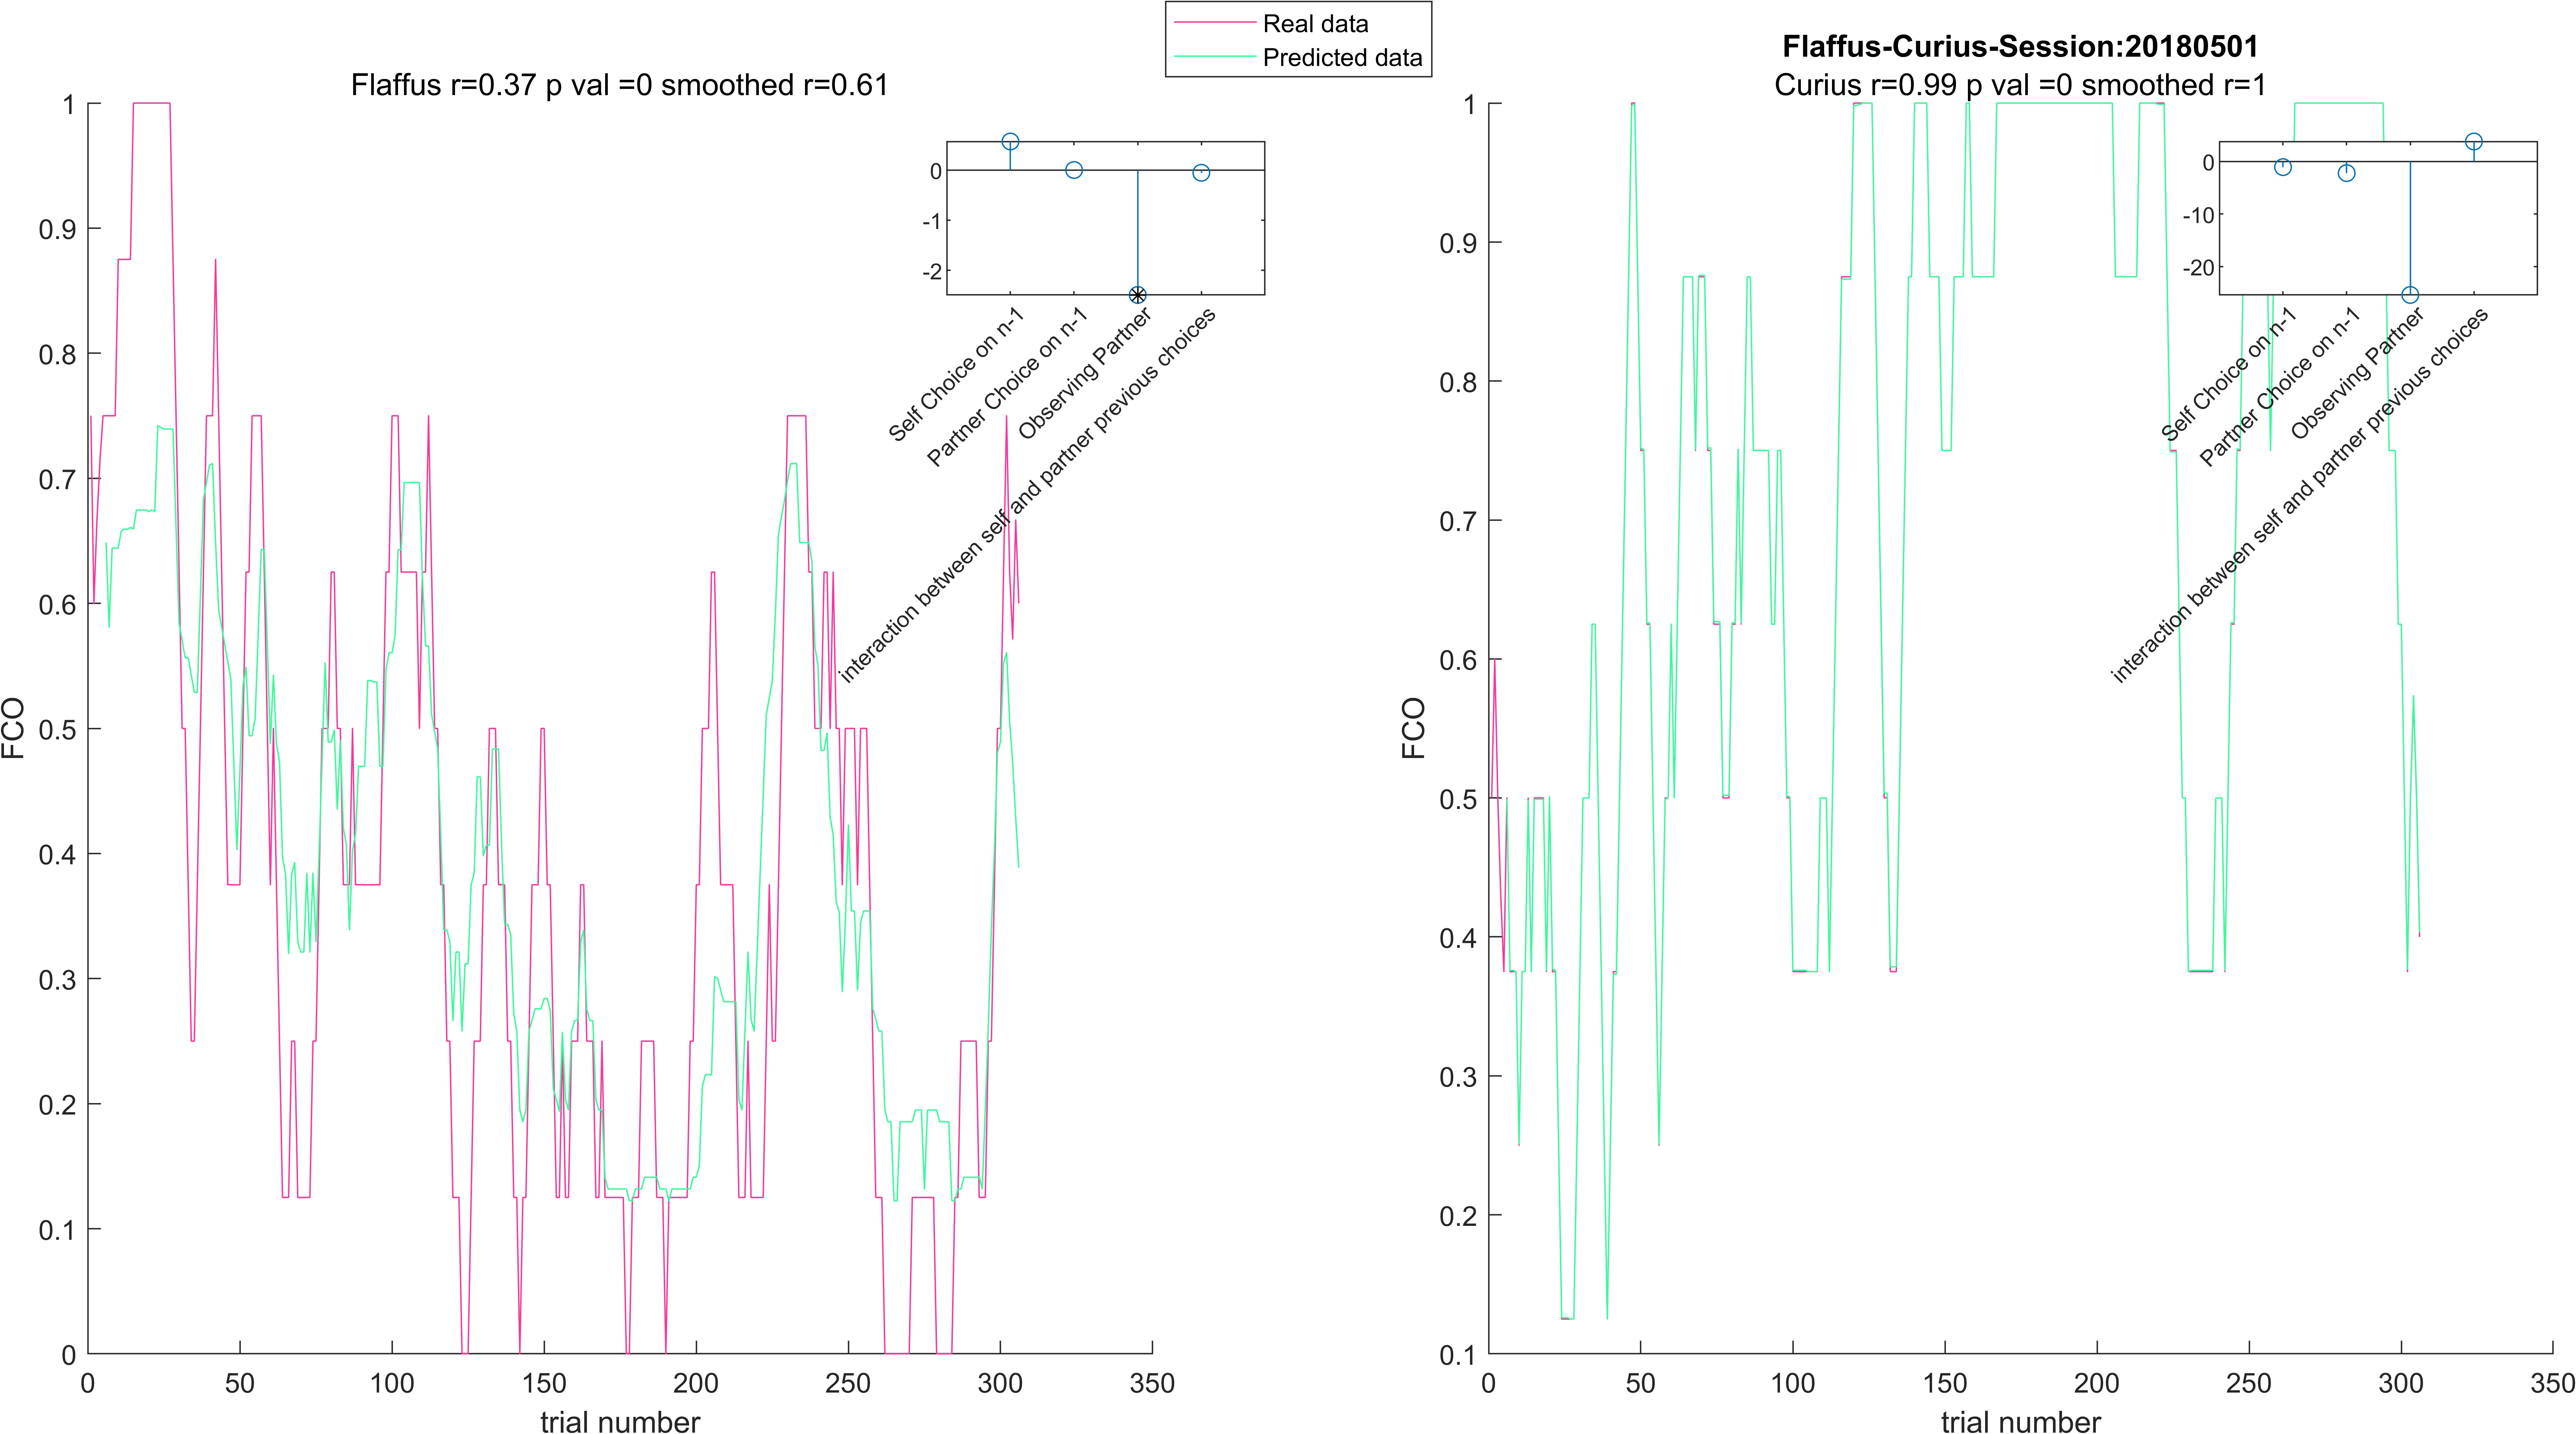 Real data
Predicted data
Flaffus r=0.37 p val =0 smoothed r=0.61
1
0.9
0.8
0.7
0.6
0.5
0.4
0.3
0.2
0.1
0
FCO
0 50 100 150 200 250 300 350
trial number
0
-1
-2
Self Choice on n-1
Partner Choice on n-1
Observing Partner
interaction between self and partner previous choices
Flaffus-Curius-Session:20180501
Curius r=0.99 p val =0 smoothed r=1
1
0.9
0.8
0.7
0.6
0.5
0.4
0.3
0.2
0.1
FCO
0 50 100 150 200 250 300 350
trial number
0
-10
-20
Self Choice on n-1
Partner Choice on n-1
Observing Partner
interaction between self and partner previous choices